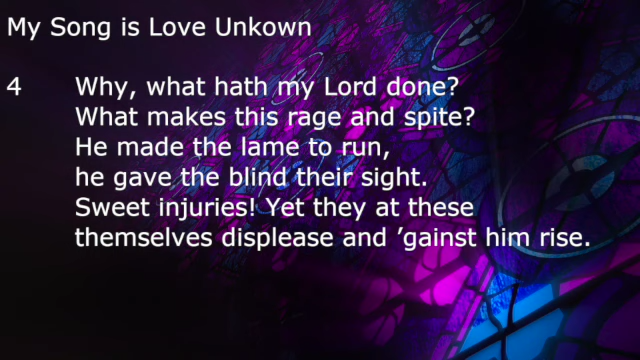 My Song is Love Unkown
4 Why, what hath my Lord done?
What makes this rage and spite?
He made the lame to run,
he gave the blind their sight.
Sweet injuries! Yet they at these
themselves displease and ’gainst him rise.